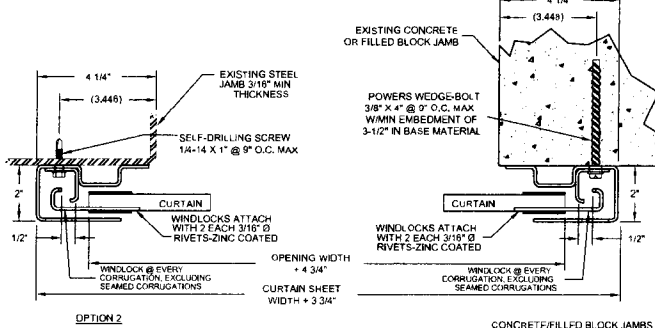 4 1/4"
(3.448)
EXISTING CONCRETE
OR FILLED BLOCK JAMB
4 1/4"
(3.446)
EXISTING STEEL
JAMB 3/16" MIN
THICKNESS
POWERS WEDGE-BOLT
3/8" X 4" @ 9" O.C. MAX
W/MIN EMBEDMENT OF
3-1/2" IN BASE MATERIAL
SELF-DRILLING SCREW
1/4-14 X 1" @ 9" O.C. MAX
2"
CURTAIN
CURTAIN
2"
WINDLOCKS ATTACH
WITH 2 EACH 3/16" Ø
RIVETS-ZINC COATED
WINDLOCKS ATTACH
WITH 2 EACH 3/16" Ø
RIVETS-ZINC COATED
1/2"
1/2"
OPENING WIDTH
+ 4 3/4"
WINDLOCK @ EVERY
CORRUGATION, EXCLUDING
SEAMED CORRUGATIONS
WINDLOCK @ EVERY
CORRUGATION, EXCLUDING
SEAMED CORRUGATIONS
CURTAIN SHEET
WIDTH + 3 3/4"
OPTION 2
CONCRETE/FILLED BLOCK JAMBS